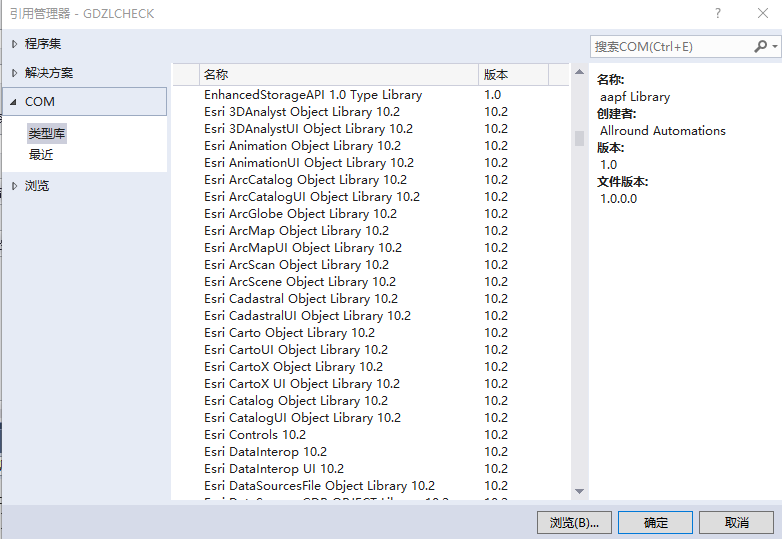 引用管理器 - GDZLCHECK
程序集
解决方案
COM
类型库
最近
浏览
名称 版本
EnhancedStorageAPI 1.0 Type Library 1.0
Esri 3DAnalyst Object Library 10.2 10.2
Esri 3DAnalystUI Object Library 10.2 10.2
Esri Animation Object Library 10.2 10.2
Esri AnimationUI Object Library 10.2 10.2
Esri ArcCatalog Object Library 10.2 10.2
Esri ArcCatalogUI Object Library 10.2 10.2
Esri ArcGlobe Object Library 10.2 10.2
Esri ArcMap Object Library 10.2 10.2
Esri ArcMapUI Object Library 10.2 10.2
Esri ArcScan Object Library 10.2 10.2
Esri ArcScene Object Library 10.2 10.2
Esri Cadastral Object Library 10.2 10.2
Esri CadastralUI Object Library 10.2 10.2
Esri Carto Object Library 10.2 10.2
Esri CartoUI Object Library 10.2 10.2
Esri CartoX Object Library 10.2 10.2
Esri CartoX UI Object Library 10.2 10.2
Esri Catalog Object Library 10.2 10.2
Esri CatalogUI Object Library 10.2 10.2
Esri Controls 10.2 10.2
Esri DataInterop 10.2 10.2
Esri DataInterop UI 10.2 10.2
Esri DataSourcesFile Object Library 10.2 10.2
搜索COM(Ctrl+E)
名称:
aapf Library
创建者:
Allround Automations
版本:
1.0
文件版本:
1.0.0.0
浏览(B)... 确定 取消